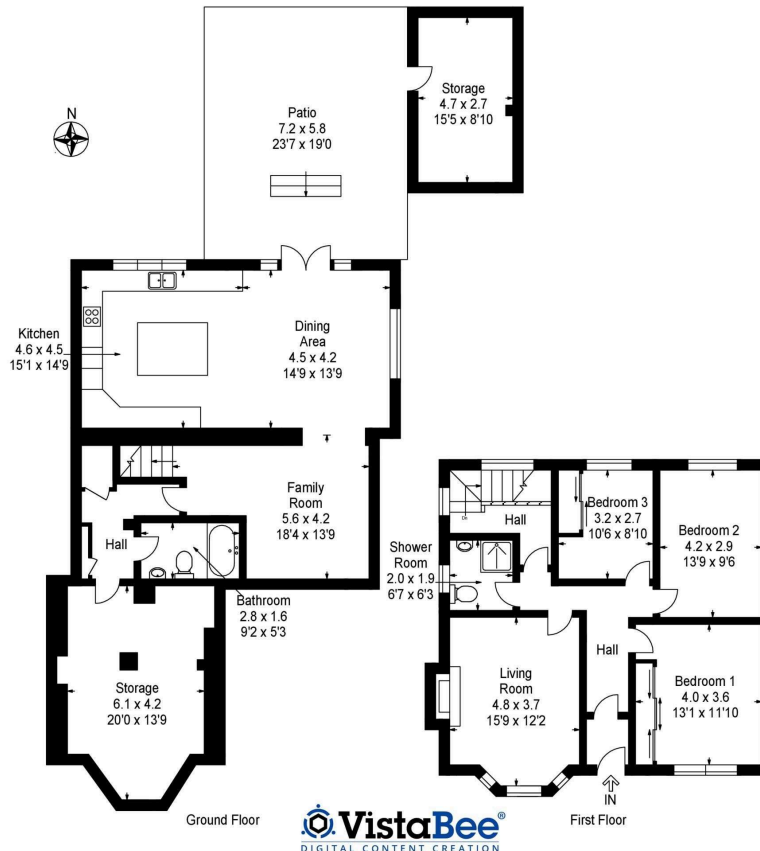 N
Patio
7.2 x 5.8
23'7 x 19'0
Storage
4.7 x 2.7
15'5 x 8'10
Kitchen
4.6 x 4.5
15'1 x 14'9
Dining
Area
4.5 x 4.2
14'9 x 13'9
Family
Room
5.6 x 4.2
18'4 x 13'9
Hall
Bathroom
2.8 x 1.6
9'2 x 5'3
Storage
6.1 x 4.2
20'0 x 13'9
Ground Floor
Dn
Hall
Bedroom 3
3.2 x 2.7
10'6 x 8'10
Bedroom 2
4.2 x 2.9
13'9 x 9'6
Shower
Room
2.0 x 1.9
6'7 x 6'3
Hall
Living
Room
4.8 x 3.7
15'9 x 12'2
Bedroom 1
4.0 x 3.6
13'1 x 11'10
IN
First Floor
VistaBee®
DIGITAL CONTENT CREATION